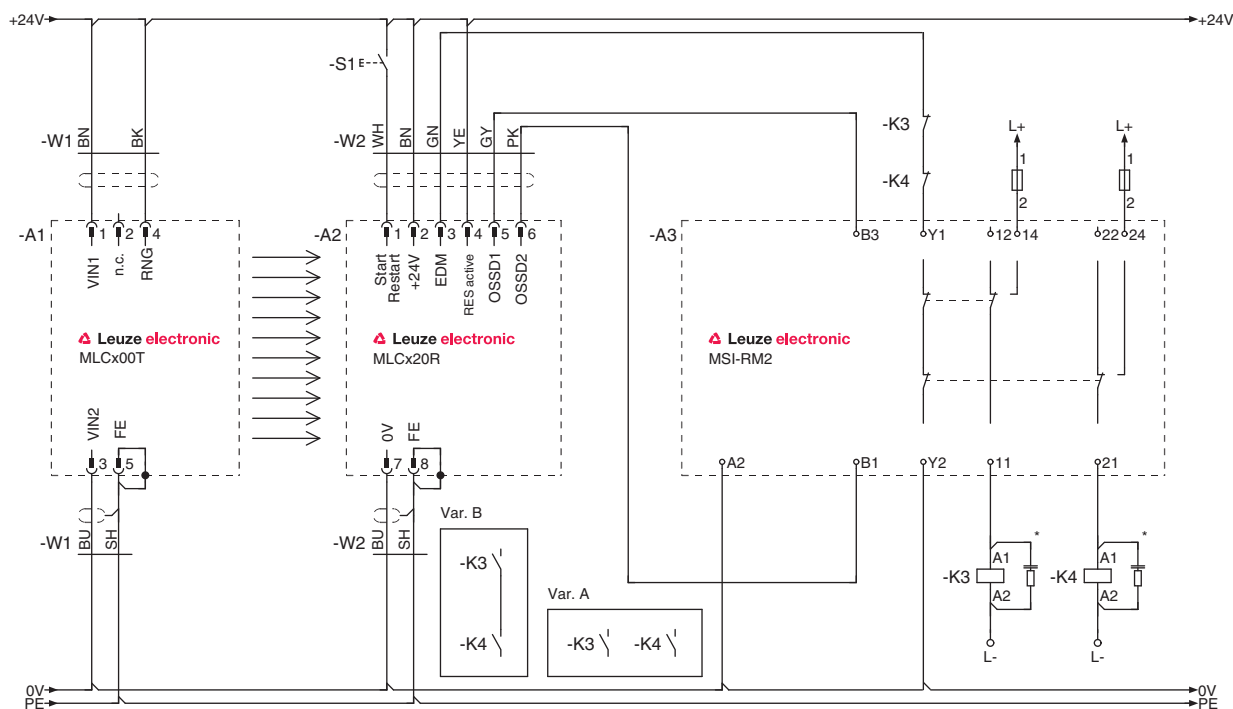 +24V
+24V
-S1
-K3
-K4
L+
1
2
L+
1
2
-W1
BN
BK
-W2
WH
BN
GN
YE
GY
PK
-A1
1
2
4
VIN1
n.c.
RNG
Leuze electronic
MLCx00T
VIN2
FE
3
5
-A2
1
2
3
4
5
6
Start
Restart
+24V
EDM
RES active
OSSD1
OSSD2
Leuze electronic
MLCx20R
0V
FE
7
8
-A3
B3
Y1
12
14
22
24
Leuze electronic
MSI-RM2
A2
B1
Y2
11
21
-W1
BU
SH
-W2
BU
SH
Var. B
-K3
-K4
Var. A
-K3
-K4
-K3
A1
A2
*
L-
-K4
A1
A2
*
L-
0V
0V
PE
PE